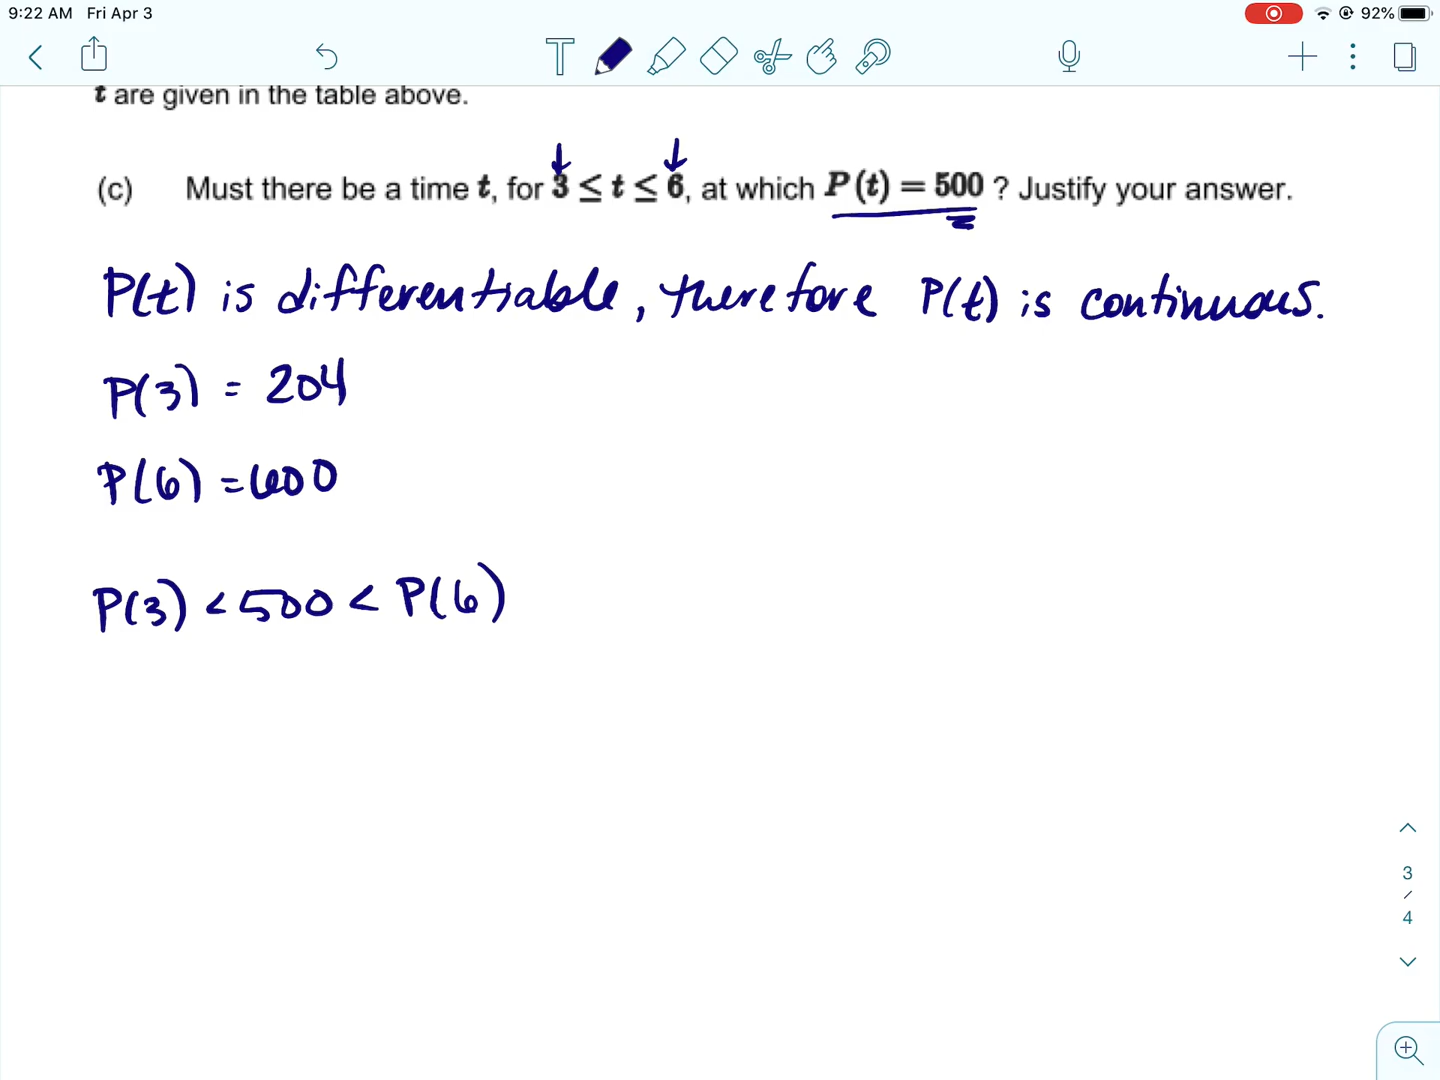 9:22 AM Fri Apr 3 92%
T
t are given in the table above.
(c) Must there be a time t, for 3 ≤ t ≤ 6, at which P(t) = 500 ? Justify your answer.
P(t) is differentiable, therefore P(t) is continuous.
P(3) = 204
P(6) = 600
P(3) < 500 < P(6)
3
/
4